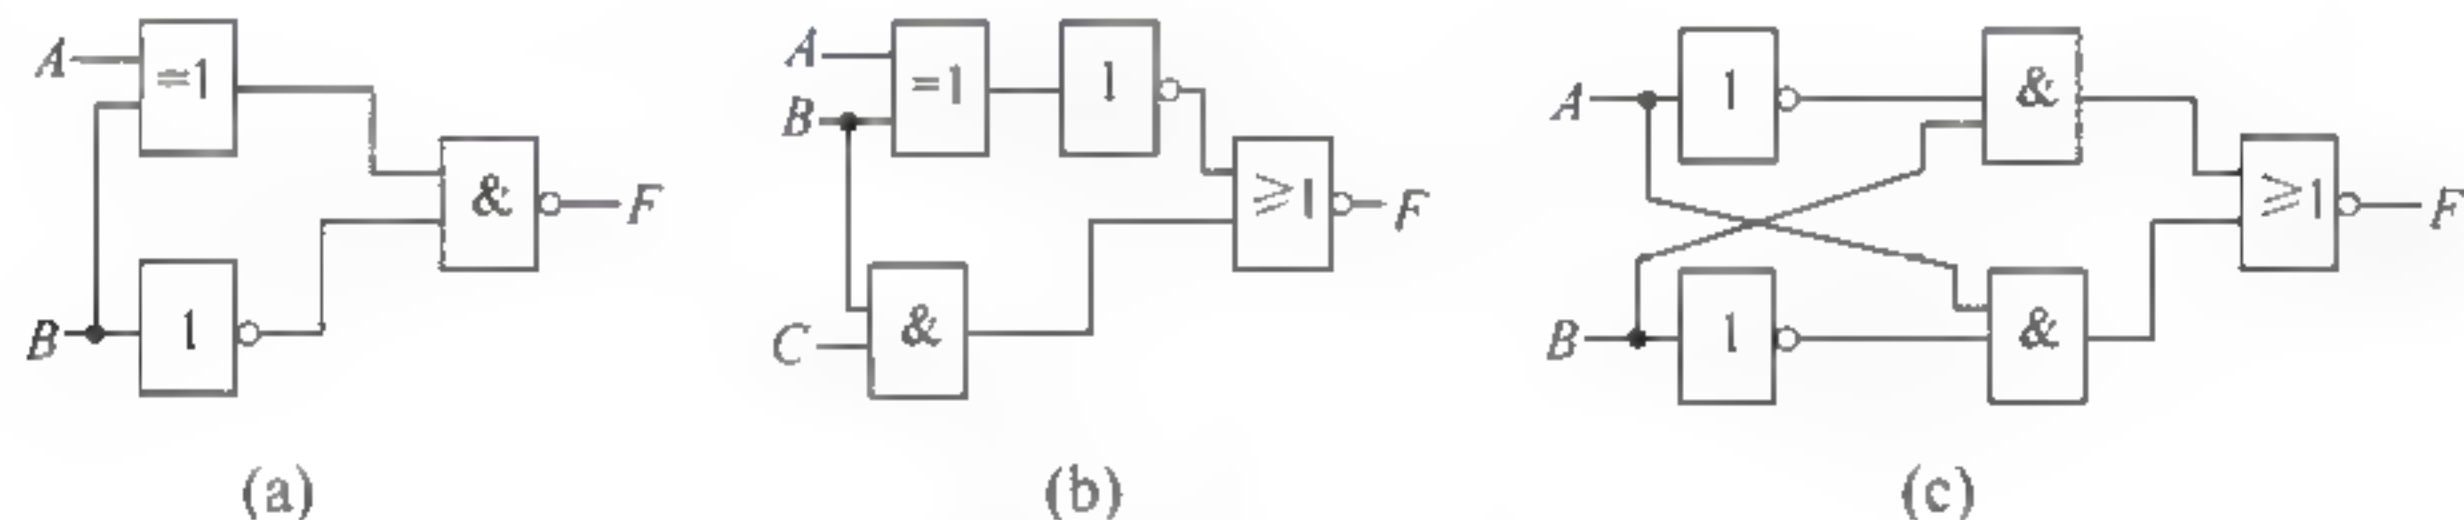 A =1 & F B 1
A =1 1 B ≥1 F C &
A 1 & ≥1 F B 1 &
(a) (b) (c)